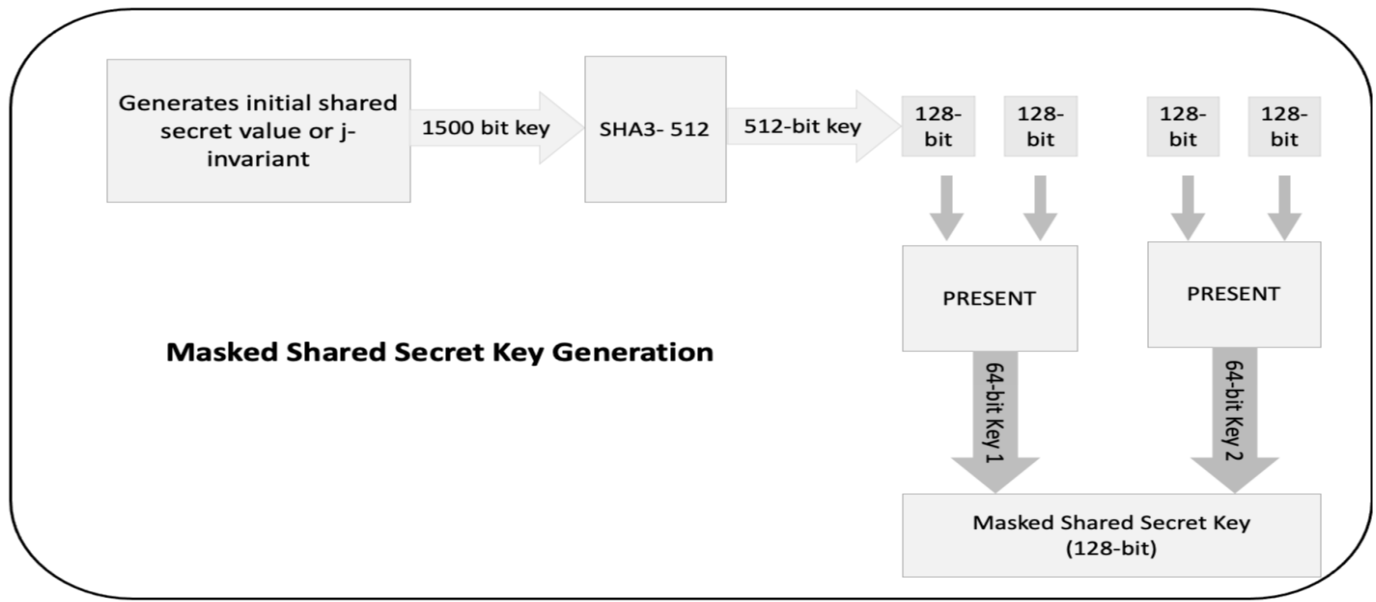 Generates initial shared
secret value or j-
invariant
1500 bit key
SHA3- 512
512-bit key
128-
bit
128-
bit
128-
bit
128-
bit
PRESENT
PRESENT
64-bit Key 1
64-bit Key 2
Masked Shared Secret Key Generation
Masked Shared Secret Key
(128-bit)